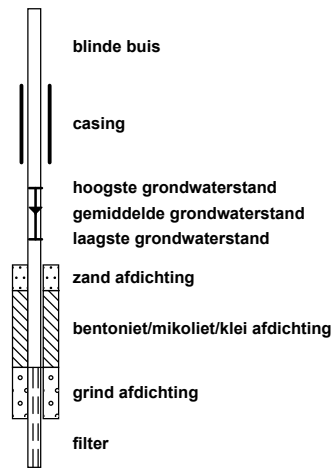 blinde buis
casing
hoogste grondwaterstand
gemiddelde grondwaterstand
laagste grondwaterstand
zand afdichting
bentoniet/mikoliet/klei afdichting
grind afdichting
filter